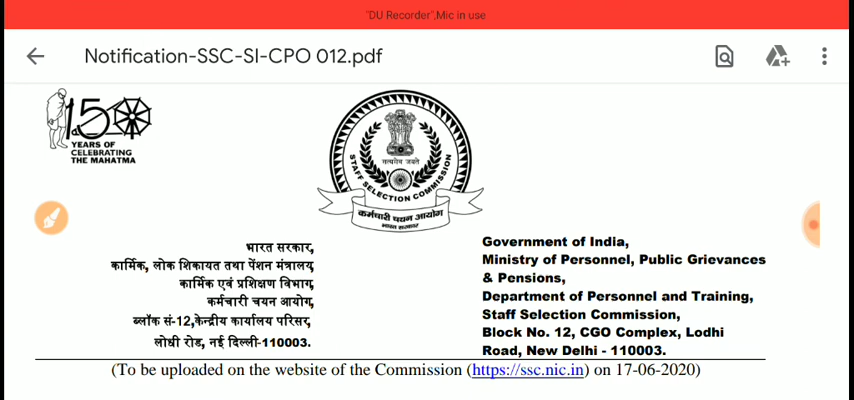 "DU Recorder",Mic in use
Notification-SSC-SI-CPO 012.pdf
150
YEARS OF
CELEBRATING
THE MAHATMA
सत्यमेव जयते
STAFF SELECTION COMMISSION
कर्मचारी चयन आयोग
भारत सरकार
भारत सरकार,
कार्मिक, लोक शिकायत तथा पेंशन मंत्रालय,
कार्मिक एवं प्रशिक्षण विभाग,
कर्मचारी चयन आयोग,
ब्लॉक सं-12,केन्द्रीय कार्यालय परिसर,
लोधी रोड, नई दिल्ली-110003.
Government of India,
Ministry of Personnel, Public Grievances
& Pensions,
Department of Personnel and Training,
Staff Selection Commission,
Block No. 12, CGO Complex, Lodhi
Road, New Delhi - 110003.
(To be uploaded on the website of the Commission (https://ssc.nic.in) on 17-06-2020)